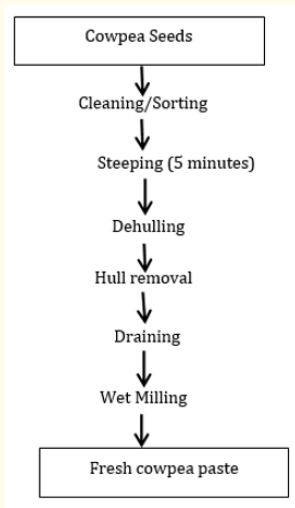 Cowpea Seeds
Cleaning/Sorting
Steeping (5 minutes)
Dehulling
Hull removal
Draining
Wet Milling
Fresh cowpea paste